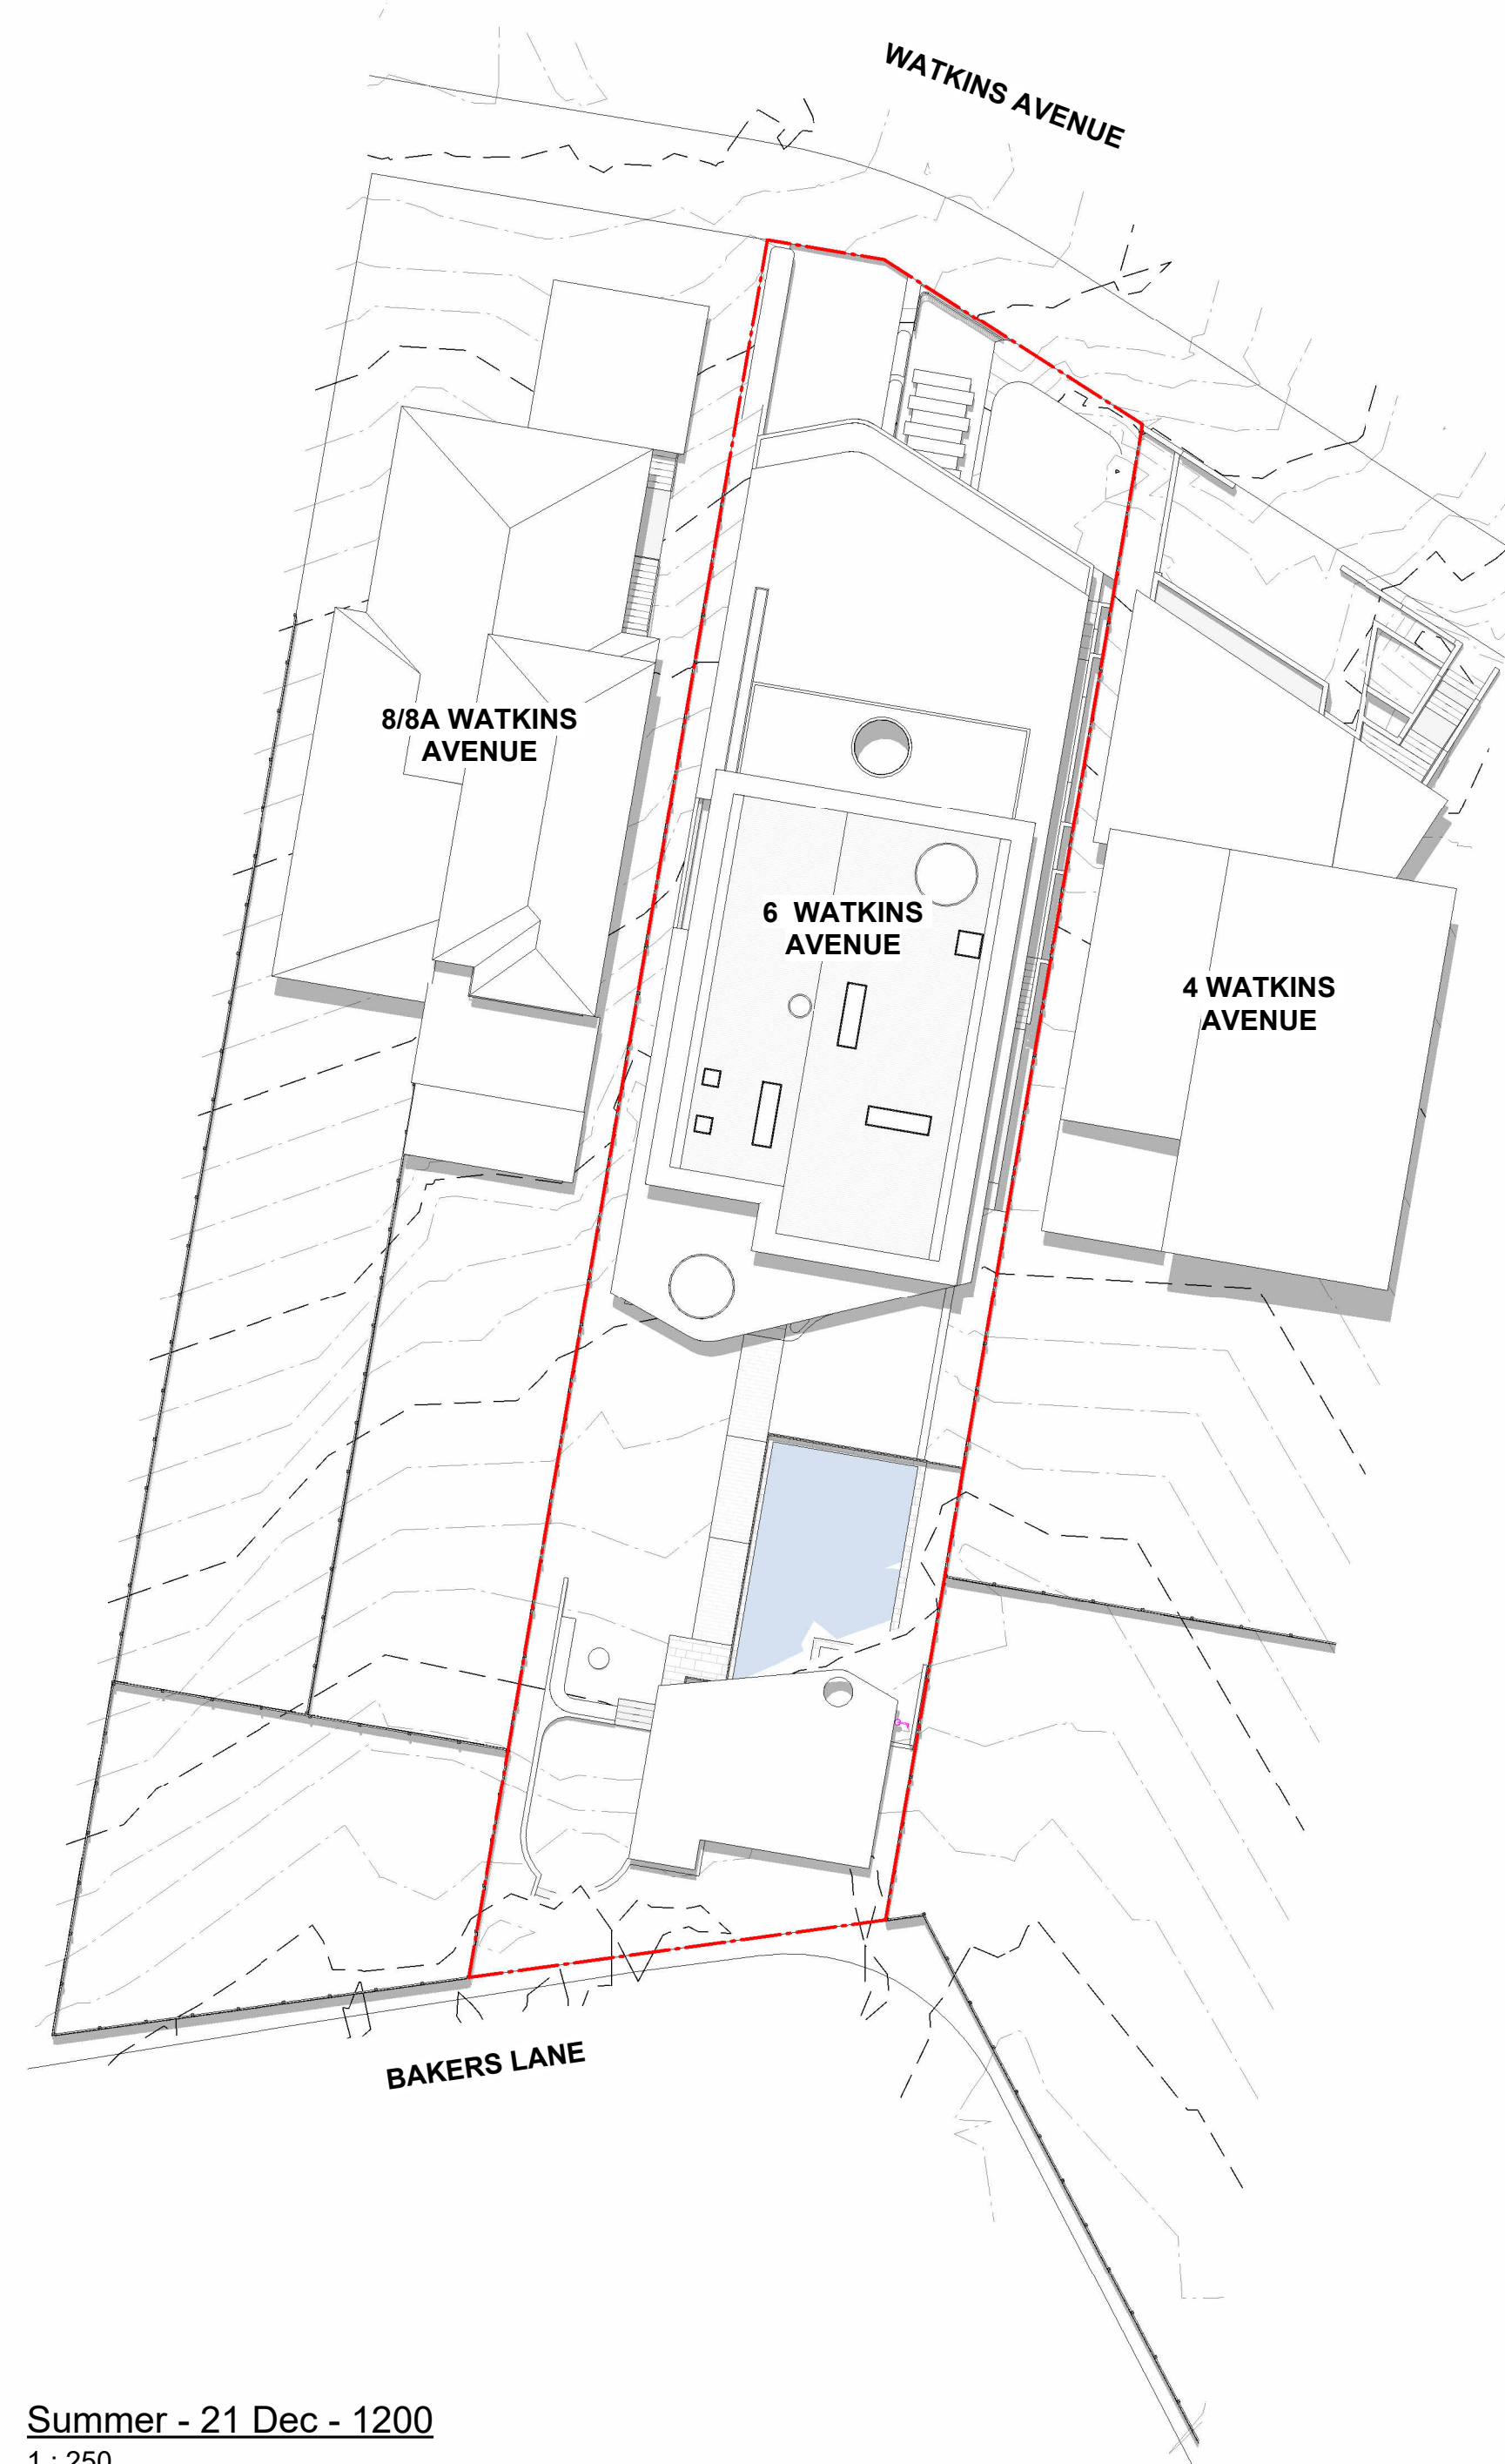 WATKINS AVENUE
8/8A WATKINS
AVENUE
6 WATKINS
AVENUE
4 WATKINS
AVENUE
BAKERS LANE
Summer - 21 Dec - 1200
1 : 250